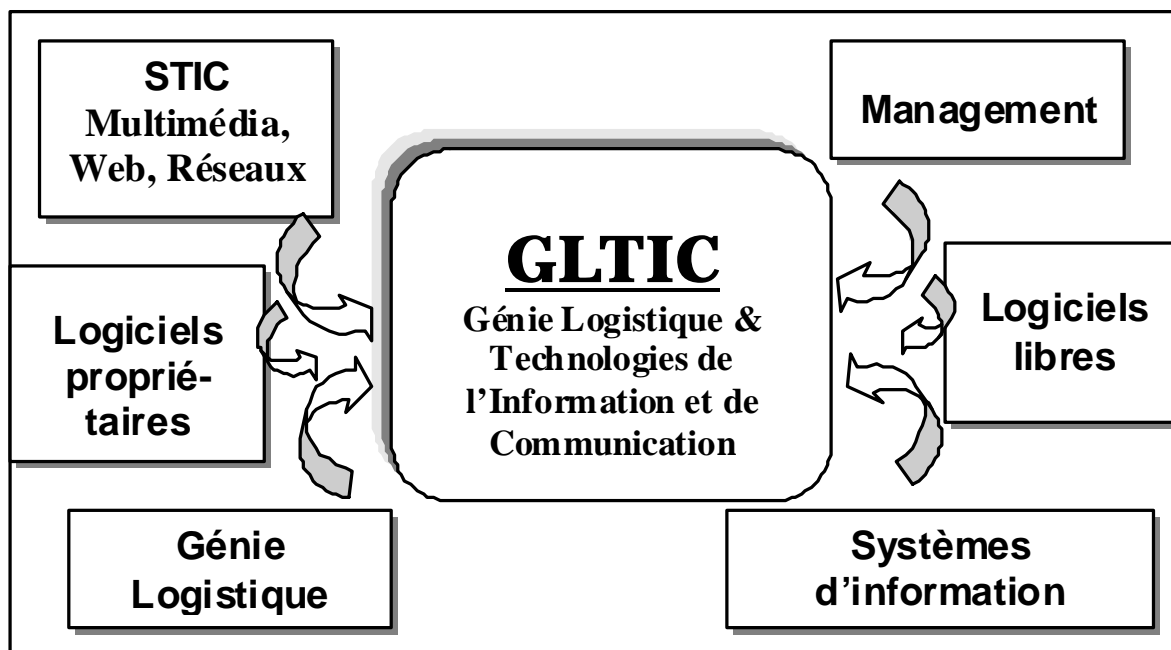 STIC
Multimédia,
Web, Réseaux
Management
GLTIC
Génie Logistique &
Technologies de
l’Information et de
Communication
Logiciels
proprié-
taires
Logiciels
libres
Génie
Logistique
Systèmes
d’information